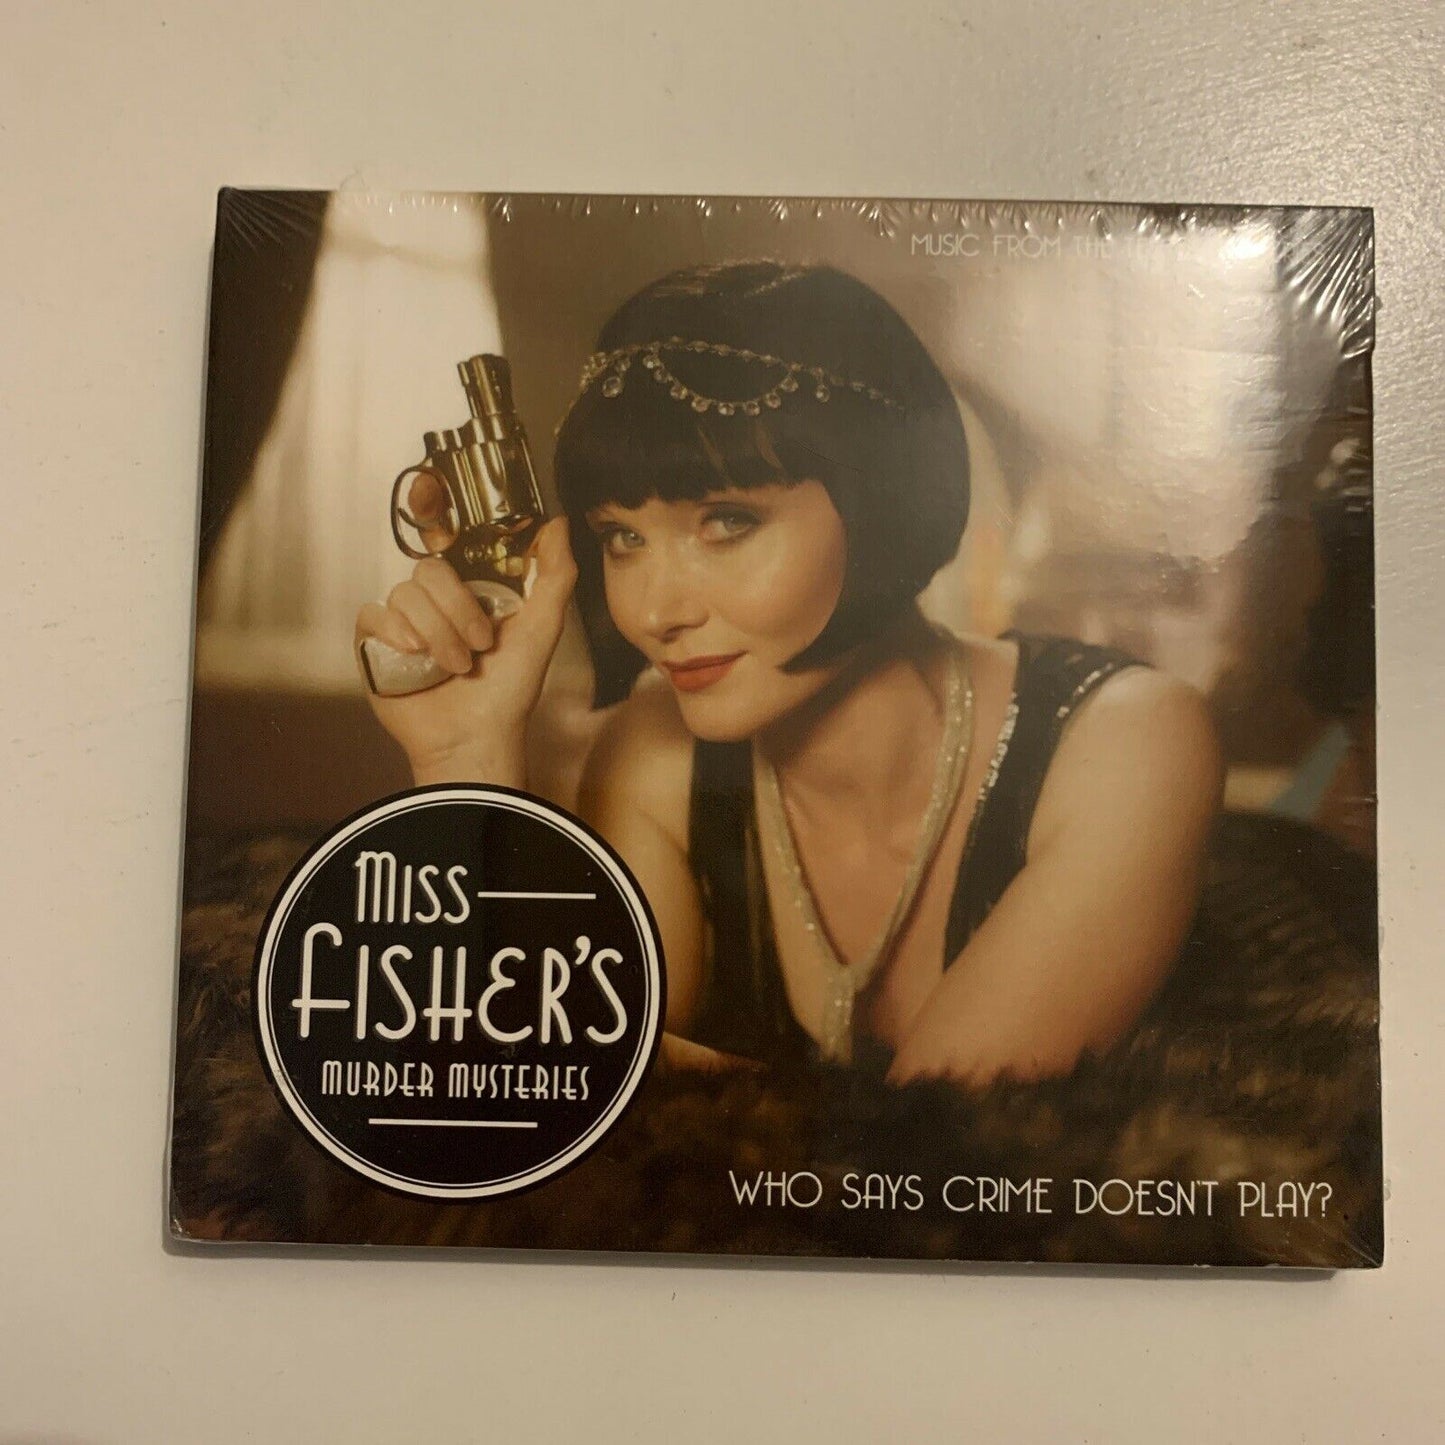 MUSIC FROM THE
MISS
FISHER'S
MURDER MYSTERIES
WHO SAYS CRIME DOESN'T PLAY?